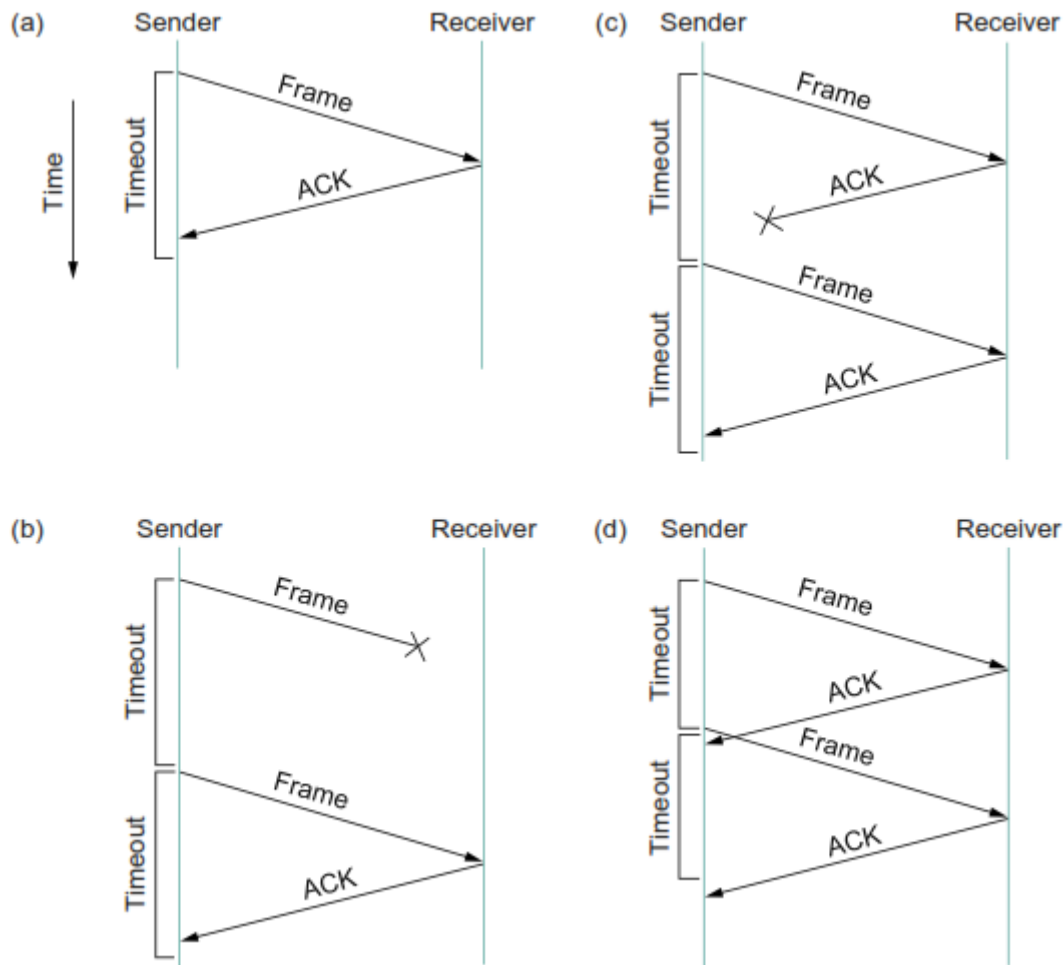 (a)
Sender
Receiver
Time
Timeout
Frame
ACK
(c)
Sender
Receiver
Timeout
Frame
ACK
Timeout
Frame
ACK
(b)
Sender
Receiver
Timeout
Frame
Timeout
Frame
ACK
(d)
Sender
Receiver
Timeout
Frame
ACK
Timeout
Frame
ACK